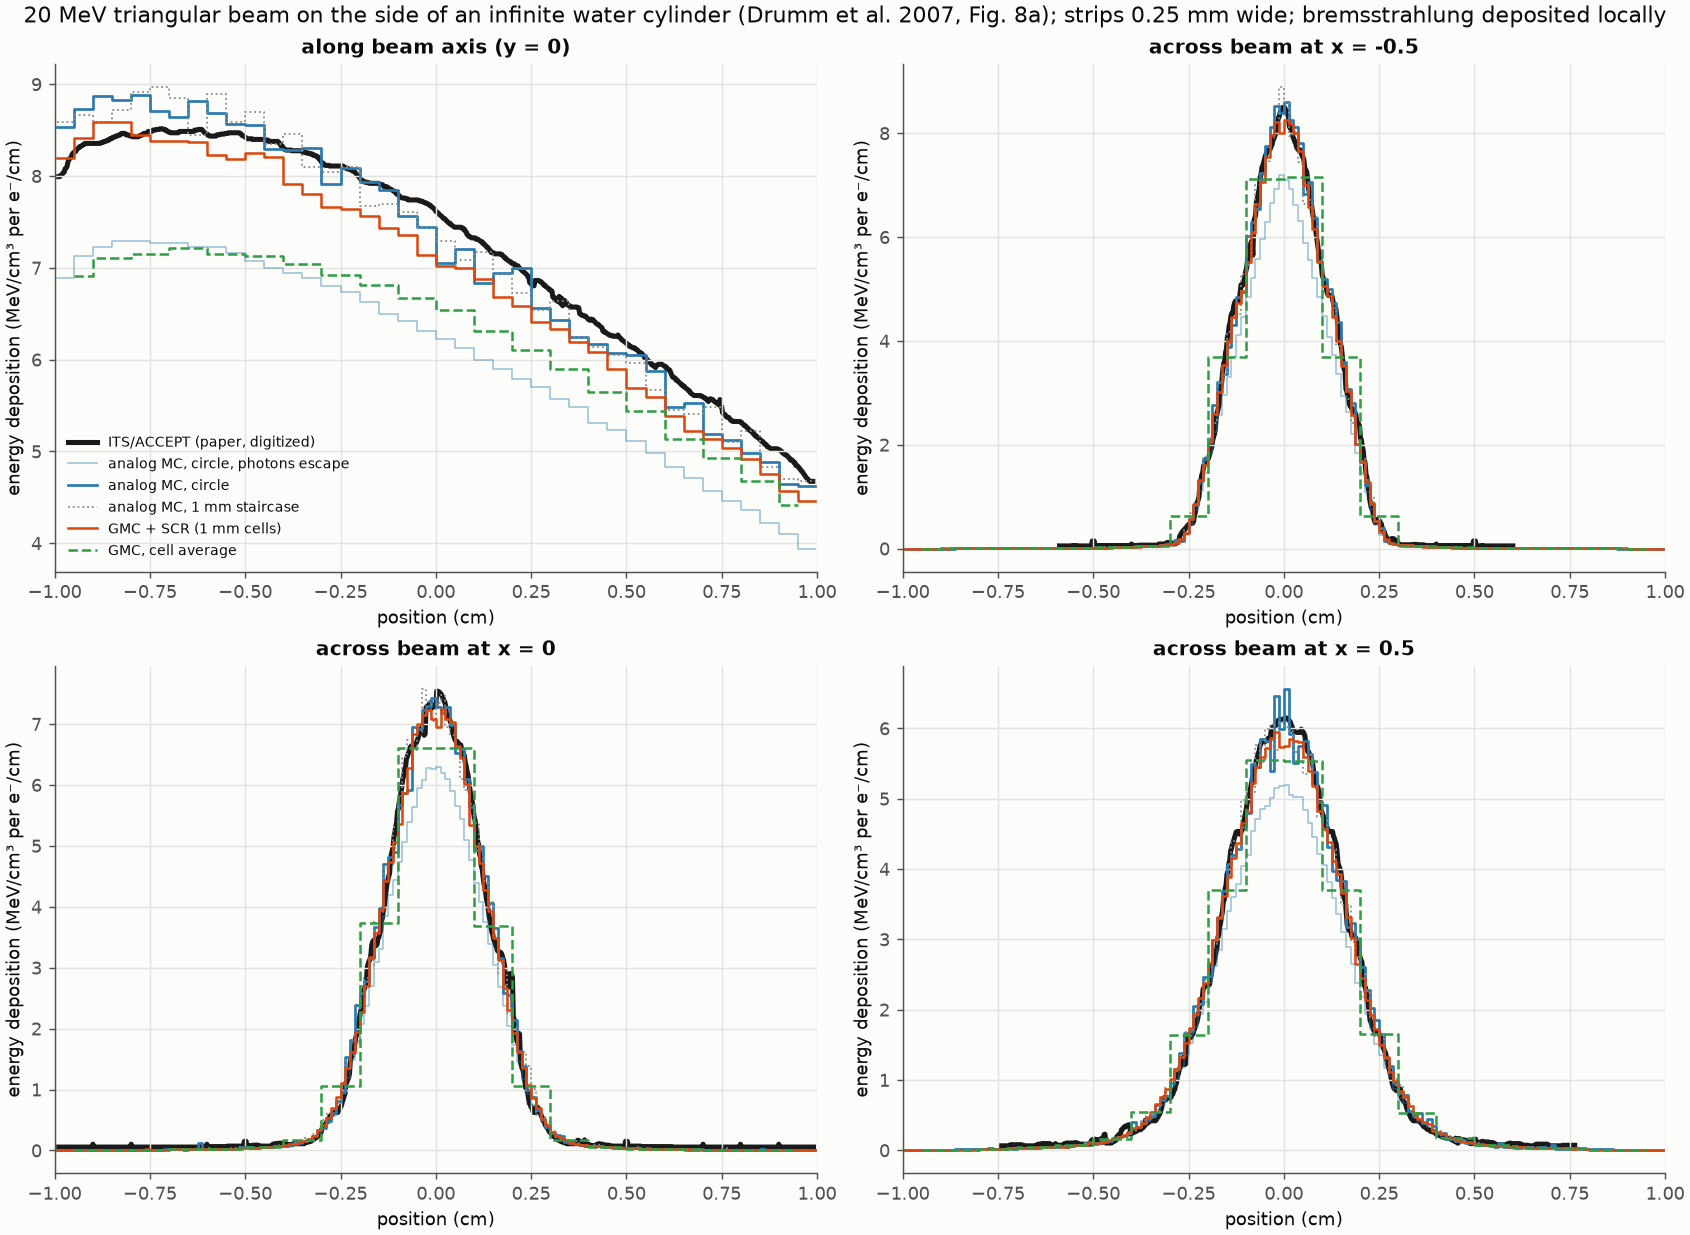 20 MeV triangular beam on the side of an infinite water cylinder (Drumm et al. 2007, Fig. 8a); strips 0.25 mm wide; bremsstrahlung deposited locally
along beam axis (y = 0)
energy deposition (MeV/cm³ per e⁻/cm)
9
8
7
6
5
4
ITS/ACCEPT (paper, digitized)
analog MC, circle, photons escape
analog MC, circle
analog MC, 1 mm staircase
GMC + SCR (1 mm cells)
GMC, cell average
−1.00 −0.75 −0.50 −0.25 0.00 0.25 0.50 0.75 1.00
position (cm)
across beam at x = -0.5
energy deposition (MeV/cm³ per e⁻/cm)
8
6
4
2
0
−1.00 −0.75 −0.50 −0.25 0.00 0.25 0.50 0.75 1.00
position (cm)
across beam at x = 0
energy deposition (MeV/cm³ per e⁻/cm)
7
6
5
4
3
2
1
0
−1.00 −0.75 −0.50 −0.25 0.00 0.25 0.50 0.75 1.00
position (cm)
across beam at x = 0.5
energy deposition (MeV/cm³ per e⁻/cm)
6
5
4
3
2
1
0
−1.00 −0.75 −0.50 −0.25 0.00 0.25 0.50 0.75 1.00
position (cm)